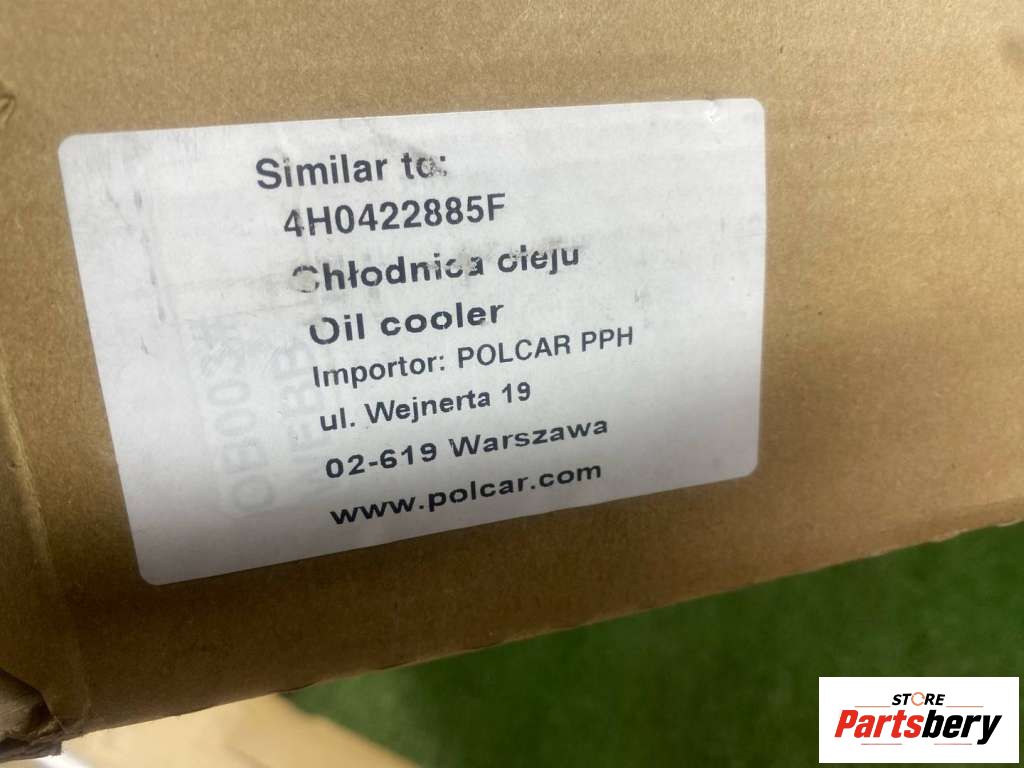 Similar to:
4H0422885F
Chłodnica oleju
Oil cooler
Importor: POLCAR PPH
ul. Wejnerta 19
02-619 Warszawa
www.polcar.com
STORE
Partsbery